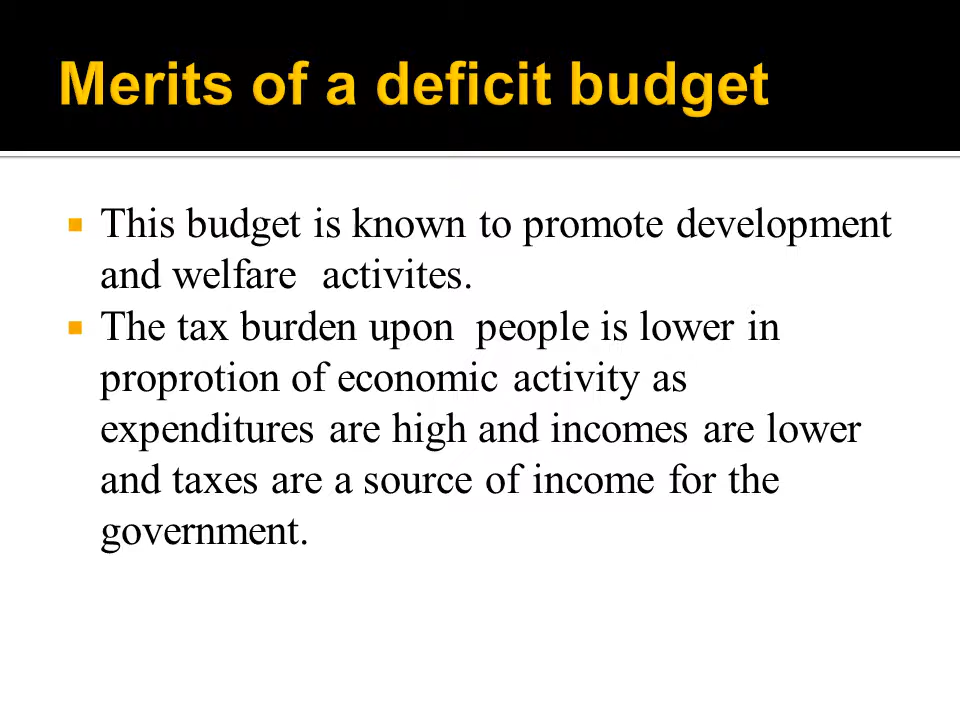 Merits of a deficit budget
This budget is known to promote development
and welfare activites.
The tax burden upon people is lower in
proprotion of economic activity as
expenditures are high and incomes are lower
and taxes are a source of income for the
government.